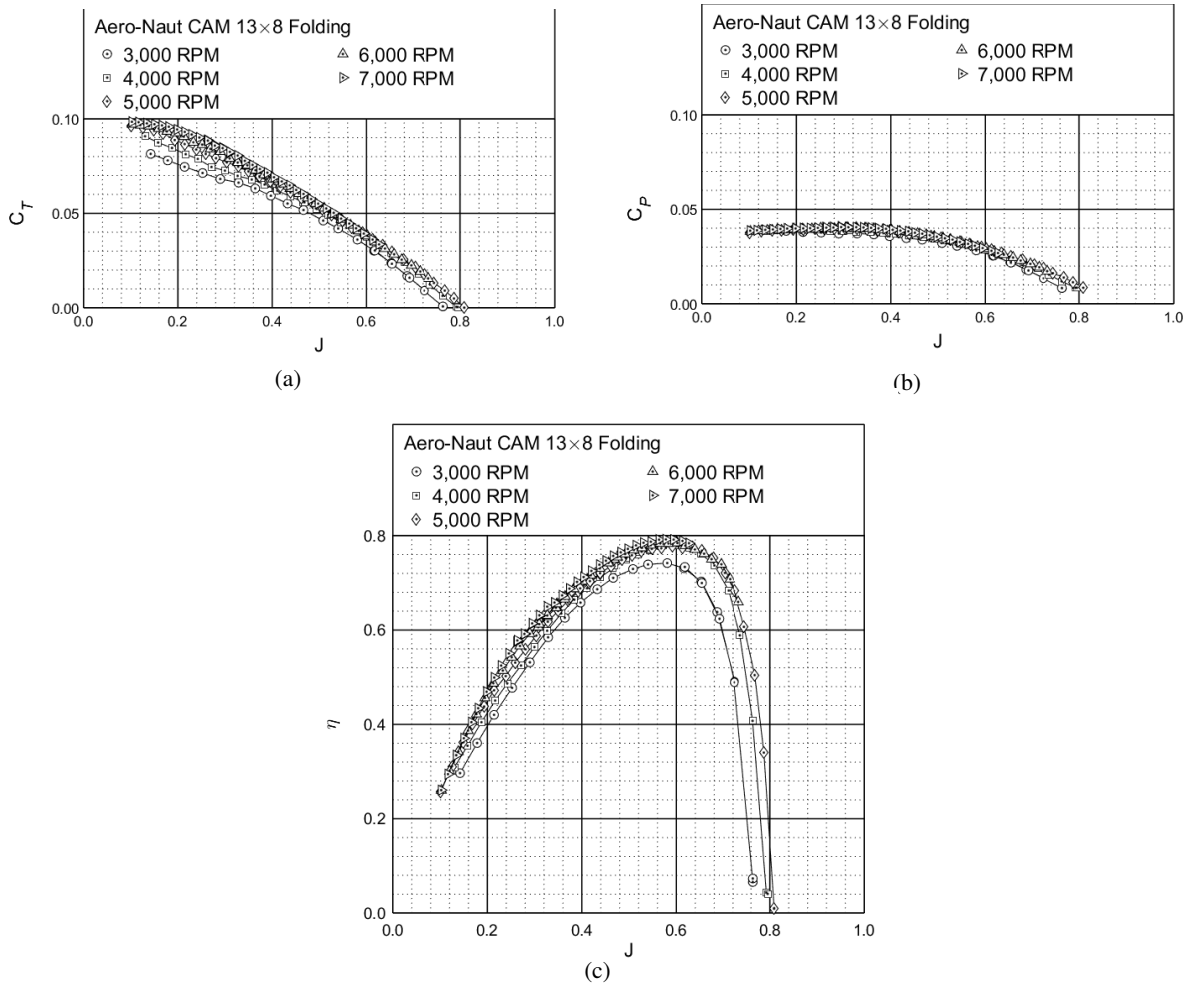 Aero-Naut CAM 13×8 Folding
3,000 RPM
4,000 RPM
5,000 RPM
6,000 RPM
7,000 RPM
0.10
0.05
0.00
C_T
0.0 0.2 0.4 0.6 0.8 1.0
J
(a)
Aero-Naut CAM 13×8 Folding
3,000 RPM
4,000 RPM
5,000 RPM
6,000 RPM
7,000 RPM
0.10
0.05
0.00
C_P
0.0 0.2 0.4 0.6 0.8 1.0
J
(b)
Aero-Naut CAM 13×8 Folding
3,000 RPM
4,000 RPM
5,000 RPM
6,000 RPM
7,000 RPM
0.8
0.6
0.4
0.2
0.0
η
0.0 0.2 0.4 0.6 0.8 1.0
J
(c)